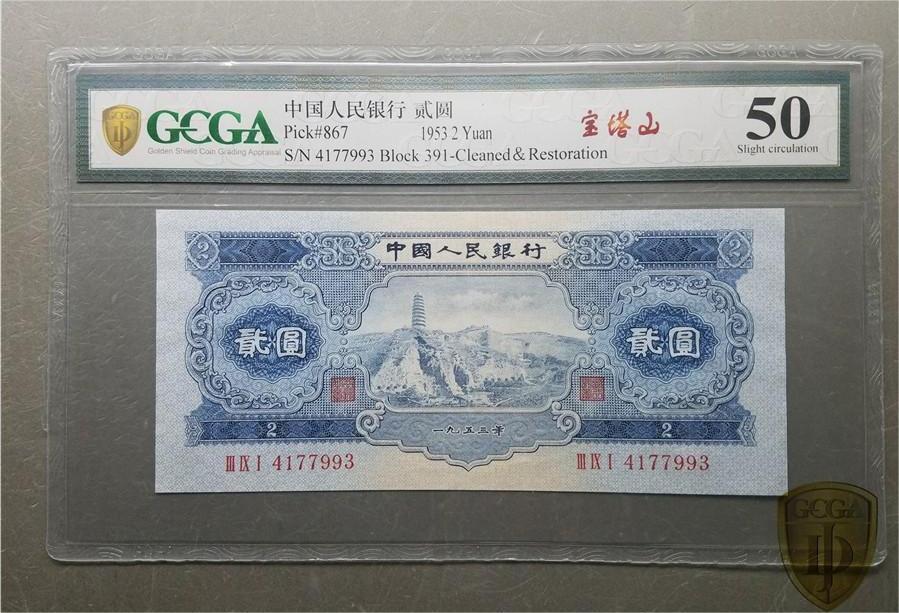 GCGA
Golden Shield Coin Grading Appraisal
中国人民银行 贰圆
Pick#867 1953 2 Yuan
S/N 4177993 Block 391-Cleaned & Restoration
宝塔山
50
Slight circulation
2 中國人民銀行 2
貳圓 貳圓
一九五三年
2 2
III IX I 4177993 III IX I 4177993
GCGA